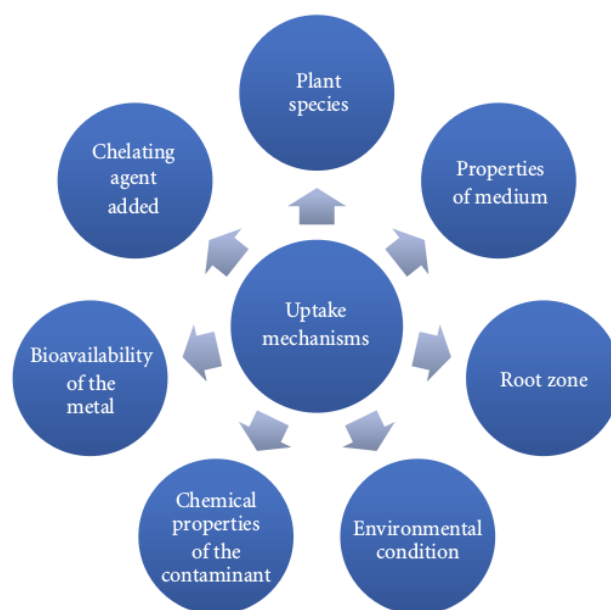 Plant
species
Properties
of medium
Root zone
Environmental
condition
Chemical
properties
of the
contaminant
Bioavailability
of the
metal
Chelating
agent
added
Uptake
mechanisms